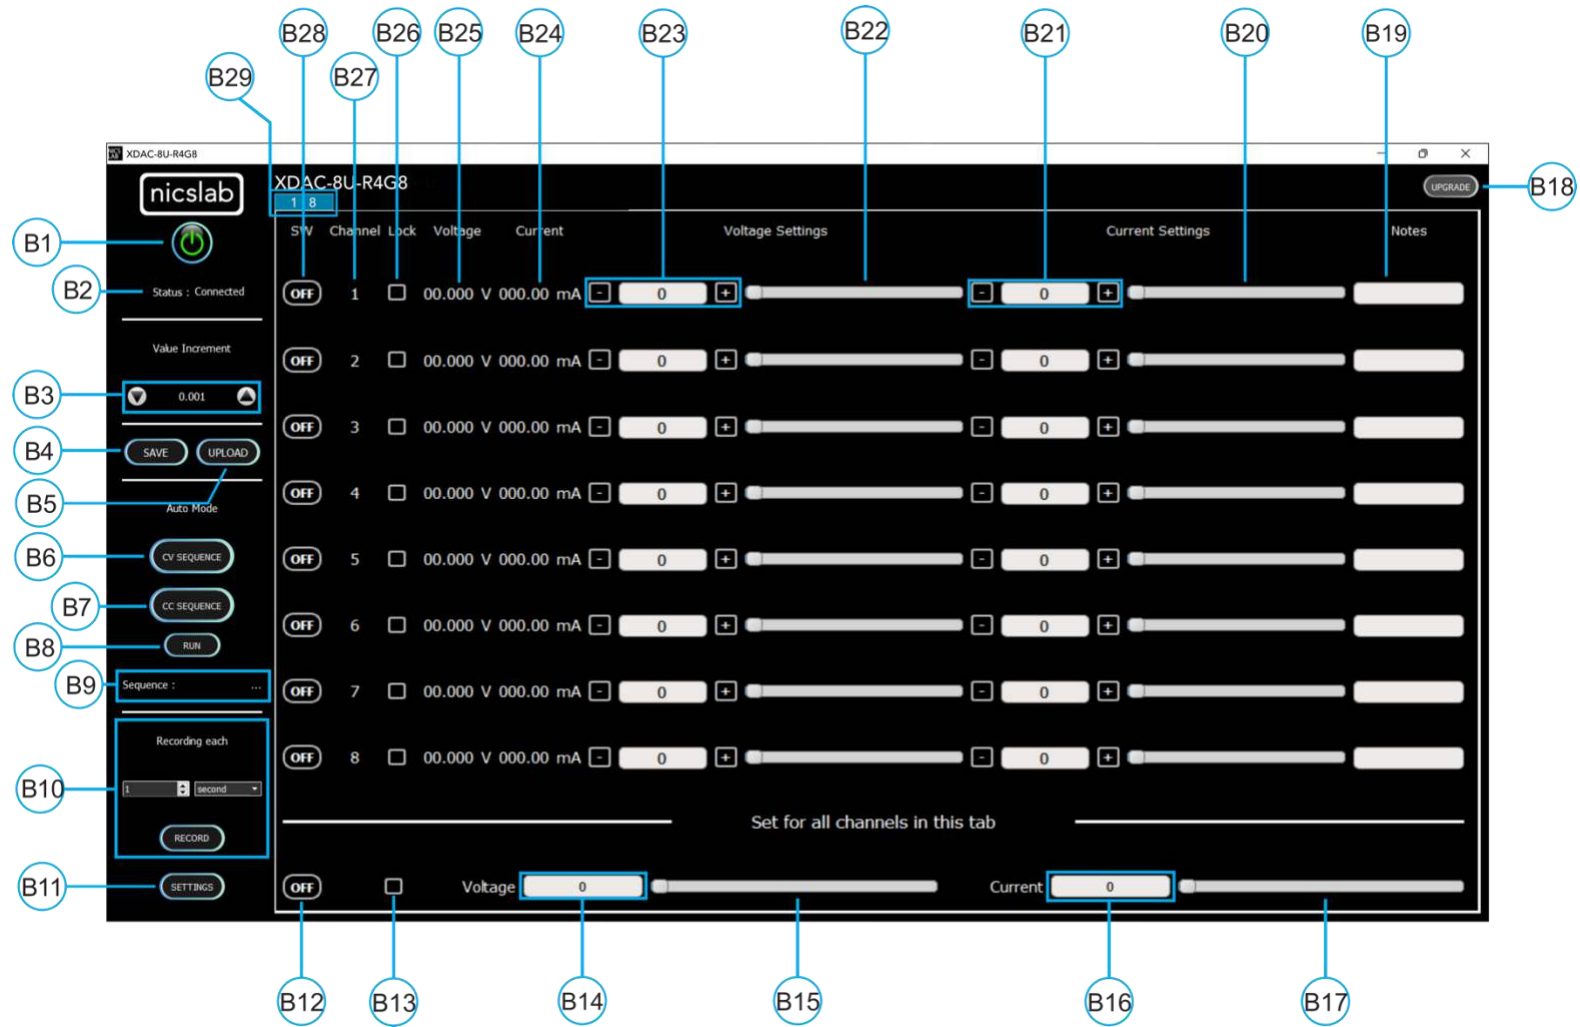 B28 B26 B25 B24 B23 B22 B21 B20 B19
B29 B27
NICS LAB XDAC-8U-R4G8
nicslab XDAC-8U-R4G8 UPGRADE B18
1 8
B1 SW Channel Lock Voltage Current Voltage Settings Current Settings Notes
B2 Status : Connected OFF 1 00.000 V 000.00 mA - 0 + - 0 +
Value Increment
OFF 2 00.000 V 000.00 mA - 0 + - 0 +
B3 0.001
OFF 3 00.000 V 000.00 mA - 0 + - 0 +
B4 SAVE UPLOAD
B5 OFF 4 00.000 V 000.00 mA - 0 + - 0 +
Auto Mode
B6 CV SEQUENCE OFF 5 00.000 V 000.00 mA - 0 + - 0 +
B7 CC SEQUENCE
OFF 6 00.000 V 000.00 mA - 0 + - 0 +
B8 RUN
B9 Sequence : ... OFF 7 00.000 V 000.00 mA - 0 + - 0 +
Recording each
OFF 8 00.000 V 000.00 mA - 0 + - 0 +
B10 1 second
Set for all channels in this tab
RECORD
B11 SETTINGS OFF Voltage 0 Current 0
B12 B13 B14 B15 B16 B17